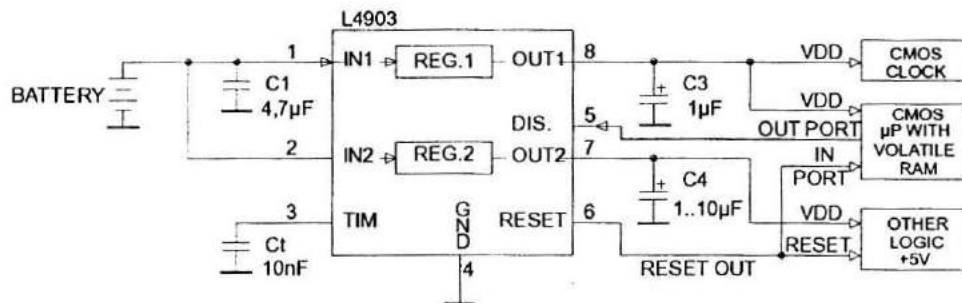 L4903
BATTERY
C1
4,7µF
1
IN1
REG.1
OUT1
8
2
IN2
REG.2
OUT2
7
3
TIM
Ct
10nF
GND
4
DIS.
5
RESET
6
C3
1µF
C4
1..10µF
VDD
CMOS
CLOCK
VDD
OUT PORT
CMOS
µP WITH
VOLATILE
RAM
IN
PORT
VDD
RESET
RESET OUT
OTHER
LOGIC
+5V